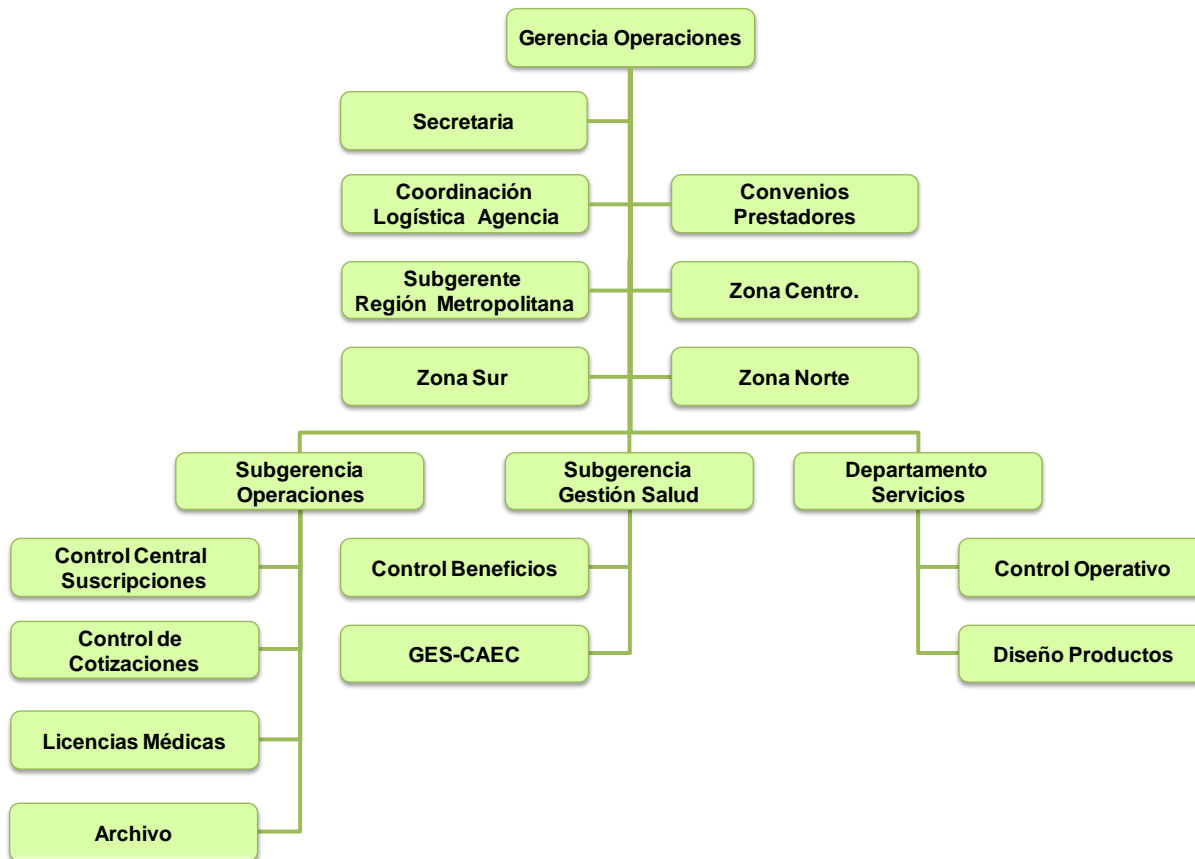 Gerencia Operaciones
Secretaria
Coordinación
Logística Agencia
Convenios
Prestadores
Subgerente
Región Metropolitana
Zona Centro.
Zona Sur
Zona Norte
Subgerencia
Operaciones
Subgerencia
Gestión Salud
Departamento
Servicios
Control Central
Suscripciones
Control Beneficios
Control Operativo
Control de
Cotizaciones
GES-CAEC
Diseño Productos
Licencias Médicas
Archivo